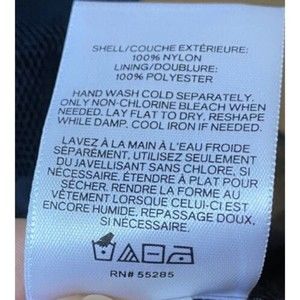 SHELL/COUCHE EXTÉRIEURE:
100% NYLON
LINING/DOUBLURE:
100% POLYESTER
HAND WASH COLD SEPARATELY.
ONLY NON-CHLORINE BLEACH WHEN
NEEDED. LAY FLAT TO DRY. RESHAPE
WHILE DAMP. COOL IRON IF NEEDED.
LAVEZ À LA MAIN À L'EAU FROIDE
SÉPARÉMENT. UTILISEZ SEULEMENT
DU JAVELLISANT SANS CHLORE, SI
NÉCESSAIRE. ÉTENDRE À PLAT POUR
SÉCHER. RENDRE LA FORME AU
VÊTEMENT LORSQUE CELUI-CI EST
ENCORE HUMIDE. REPASSAGE DOUX,
SI NÉCESSAIRE.
RN# 55285